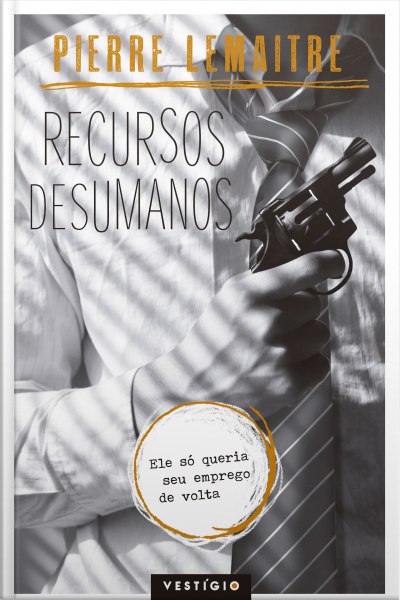 PIERRE LEMAITRE
RECURSOS
DESUMANOS
Ele só queria
seu emprego
de volta
VESTÍGIO